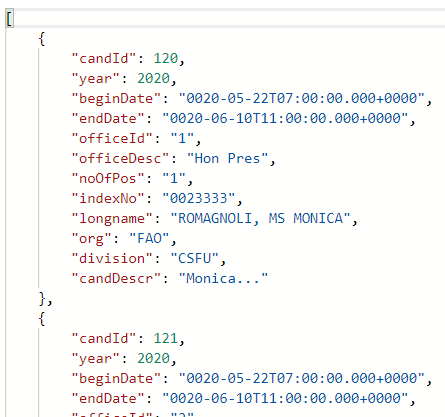 [
{
"candId": 120,
"year": 2020,
"beginDate": "0020-05-22T07:00:00.000+0000",
"endDate": "0020-06-10T11:00:00.000+0000",
"officeId": "1",
"officeDesc": "Hon Pres",
"noOfPos": "1",
"indexNo": "0023333",
"longname": "ROMAGNOLI, MS MONICA",
"org": "FAO",
"division": "CSFU",
"candDescr": "Monica..."
},
{
"candId": 121,
"year": 2020,
"beginDate": "0020-05-22T07:00:00.000+0000",
"endDate": "0020-06-10T11:00:00.000+0000",